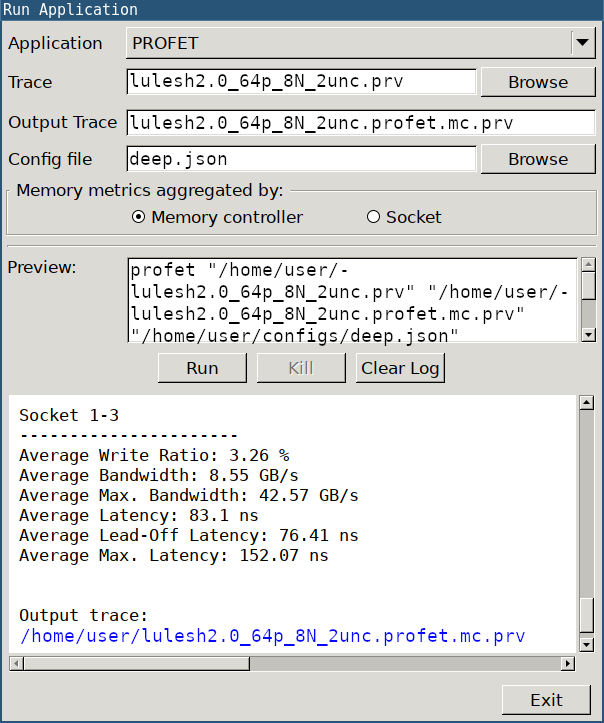 Run Application
Application PROFET
Trace lulesh2.0_64p_8N_2unc.prv Browse
Output Trace lulesh2.0_64p_8N_2unc.profet.mc.prv
Config file deep.json Browse
Memory metrics aggregated by:
Memory controller Socket
Preview: profet "/home/user/-
lulesh2.0_64p_8N_2unc.prv" "/home/user/-
lulesh2.0_64p_8N_2unc.profet.mc.prv"
"/home/user/configs/deep.json"
Run Kill Clear Log
Socket 1-3
----------------------
Average Write Ratio: 3.26 %
Average Bandwidth: 8.55 GB/s
Average Max. Bandwidth: 42.57 GB/s
Average Latency: 83.1 ns
Average Lead-Off Latency: 76.41 ns
Average Max. Latency: 152.07 ns
Output trace:
/home/user/lulesh2.0_64p_8N_2unc.profet.mc.prv
Exit